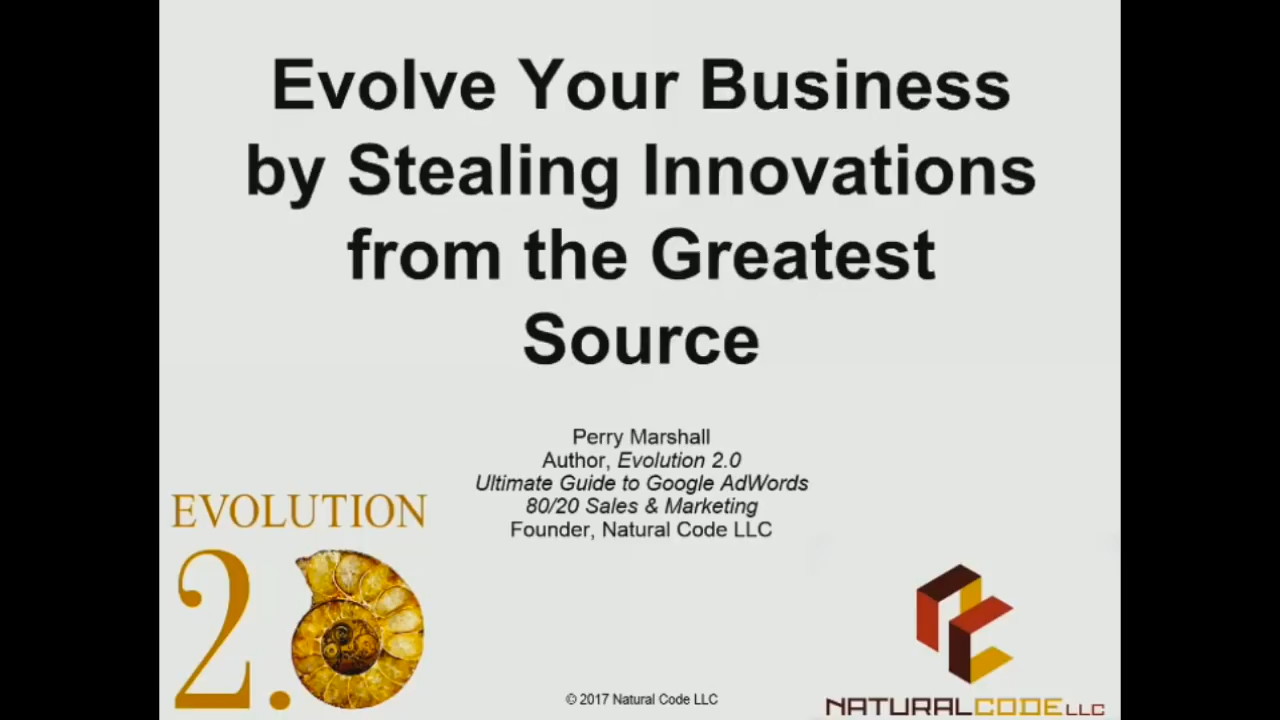 Evolve Your Business
by Stealing Innovations
from the Greatest
Source
Perry Marshall
Author, Evolution 2.0
Ultimate Guide to Google AdWords
80/20 Sales & Marketing
Founder, Natural Code LLC
EVOLUTION
2.0
© 2017 Natural Code LLC
NATURALCODE LLC